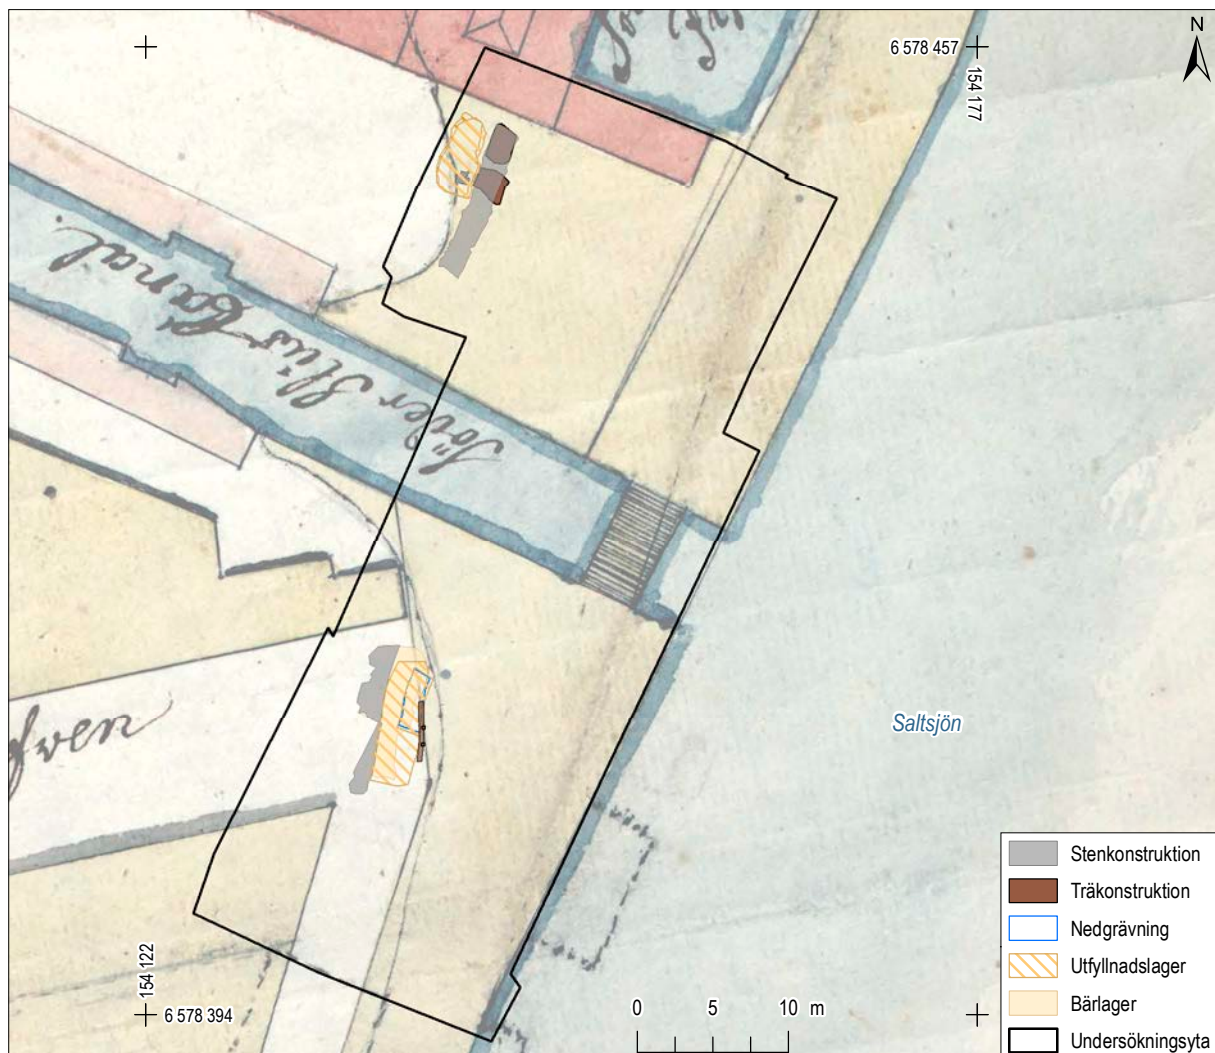 N
6 578 457
154 177
Söder Slus Canal
Saltsjön
154 122
6 578 394
0 5 10 m
Stenkonstruktion
Träkonstruktion
Nedgrävning
Utfyllnadslager
Bärlager
Undersökningsyta